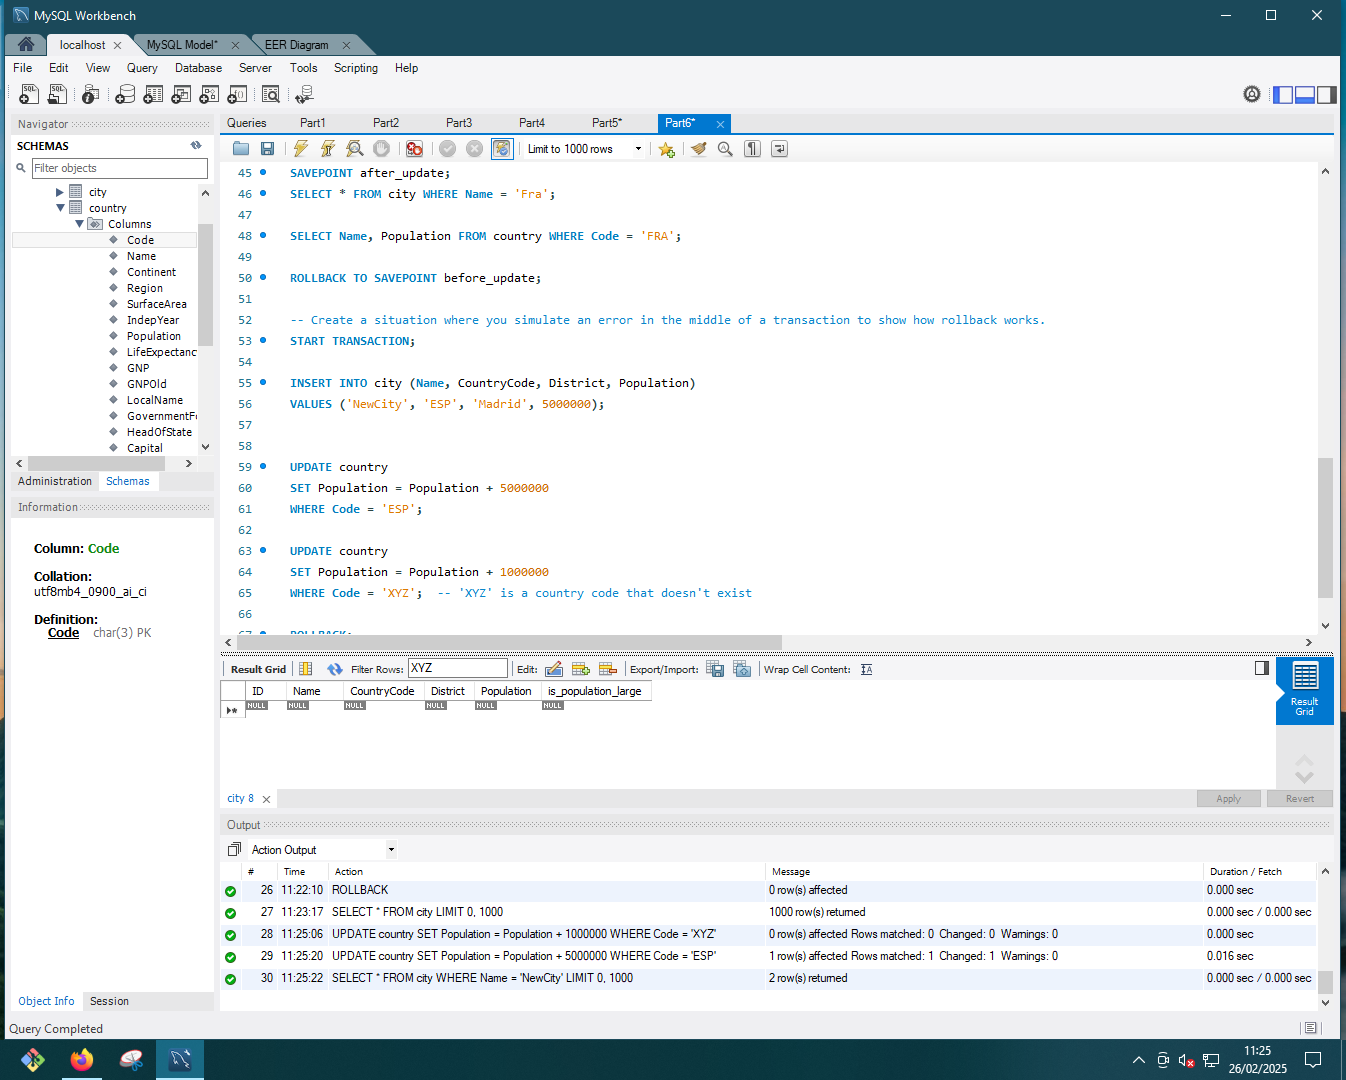 MySQL Workbench
localhost
MySQL Model*
EER Diagram
File Edit View Query Database Server Tools Scripting Help
Navigator
SCHEMAS
Filter objects
city
country
Columns
Code
Name
Continent
Region
SurfaceArea
IndepYear
Population
LifeExpectanc
GNP
GNPOld
LocalName
GovernmentF
HeadOfState
Capital
Administration Schemas
Information
Column: Code
Collation:
utf8mb4_0900_ai_ci
Definition:
Code char(3) PK
Object Info Session
Queries Part1 Part2 Part3 Part4 Part5* Part6*
Limit to 1000 rows
45 SAVEPOINT after_update;
46 SELECT * FROM city WHERE Name = 'Fra';
47
48 SELECT Name, Population FROM country WHERE Code = 'FRA';
49
50 ROLLBACK TO SAVEPOINT before_update;
51
52 -- Create a situation where you simulate an error in the middle of a transaction to show how rollback works.
53 START TRANSACTION;
54
55 INSERT INTO city (Name, CountryCode, District, Population)
56 VALUES ('NewCity', 'ESP', 'Madrid', 5000000);
57
58
59 UPDATE country
60 SET Population = Population + 5000000
61 WHERE Code = 'ESP';
62
63 UPDATE country
64 SET Population = Population + 1000000
65 WHERE Code = 'XYZ'; -- 'XYZ' is a country code that doesn't exist
66
67 ROLLBACK;
Result Grid Filter Rows: XYZ Edit: Export/Import: Wrap Cell Content:
ID Name CountryCode District Population is_population_large
NULL NULL NULL NULL NULL NULL
Result
Grid
city 8
Apply Revert
Output
Action Output
# Time Action Message Duration / Fetch
26 11:22:10 ROLLBACK 0 row(s) affected 0.000 sec
27 11:23:17 SELECT * FROM city LIMIT 0, 1000 1000 row(s) returned 0.000 sec / 0.000 sec
28 11:25:06 UPDATE country SET Population = Population + 1000000 WHERE Code = 'XYZ' 0 row(s) affected Rows matched: 0 Changed: 0 Warnings: 0 0.000 sec
29 11:25:20 UPDATE country SET Population = Population + 5000000 WHERE Code = 'ESP' 1 row(s) affected Rows matched: 1 Changed: 1 Warnings: 0 0.016 sec
30 11:25:22 SELECT * FROM city WHERE Name = 'NewCity' LIMIT 0, 1000 2 row(s) returned 0.000 sec / 0.000 sec
Query Completed
11:25
26/02/2025